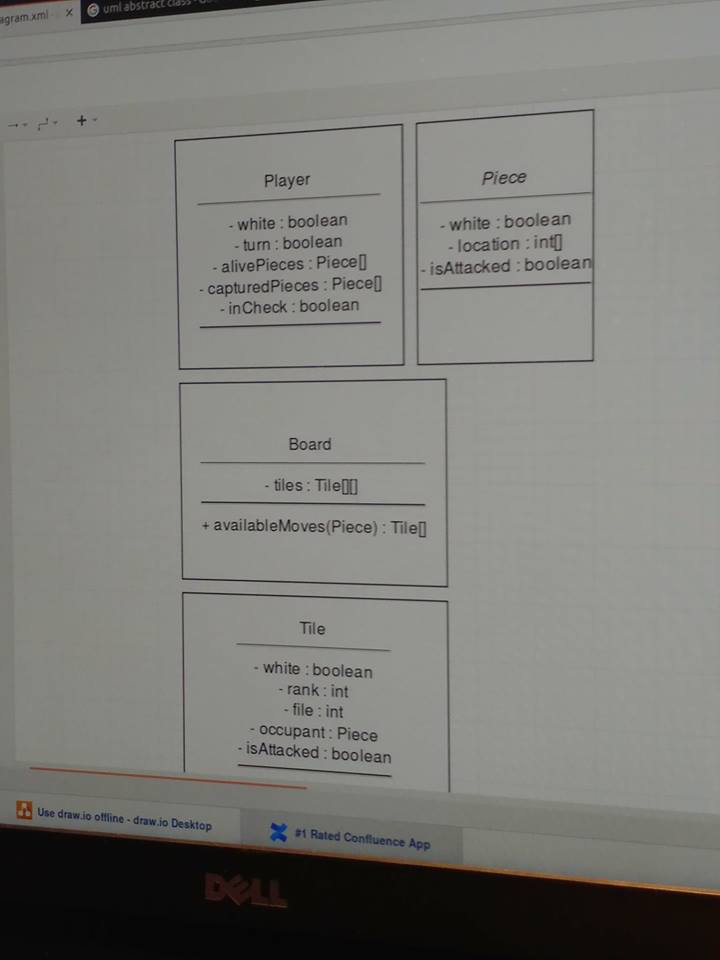 agram.xml
uml abstract class
Player
- white : boolean
- turn : boolean
- alivePieces : Piece[]
- capturedPieces : Piece[]
- inCheck : boolean
Piece
- white : boolean
- location : int[]
- isAttacked : boolean
Board
- tiles : Tile[][]
+ availableMoves(Piece) : Tile[]
Tile
- white : boolean
- rank : int
- file : int
- occupant : Piece
- isAttacked : boolean
Use draw.io offline - draw.io Desktop
#1 Rated Confluence App
DELL